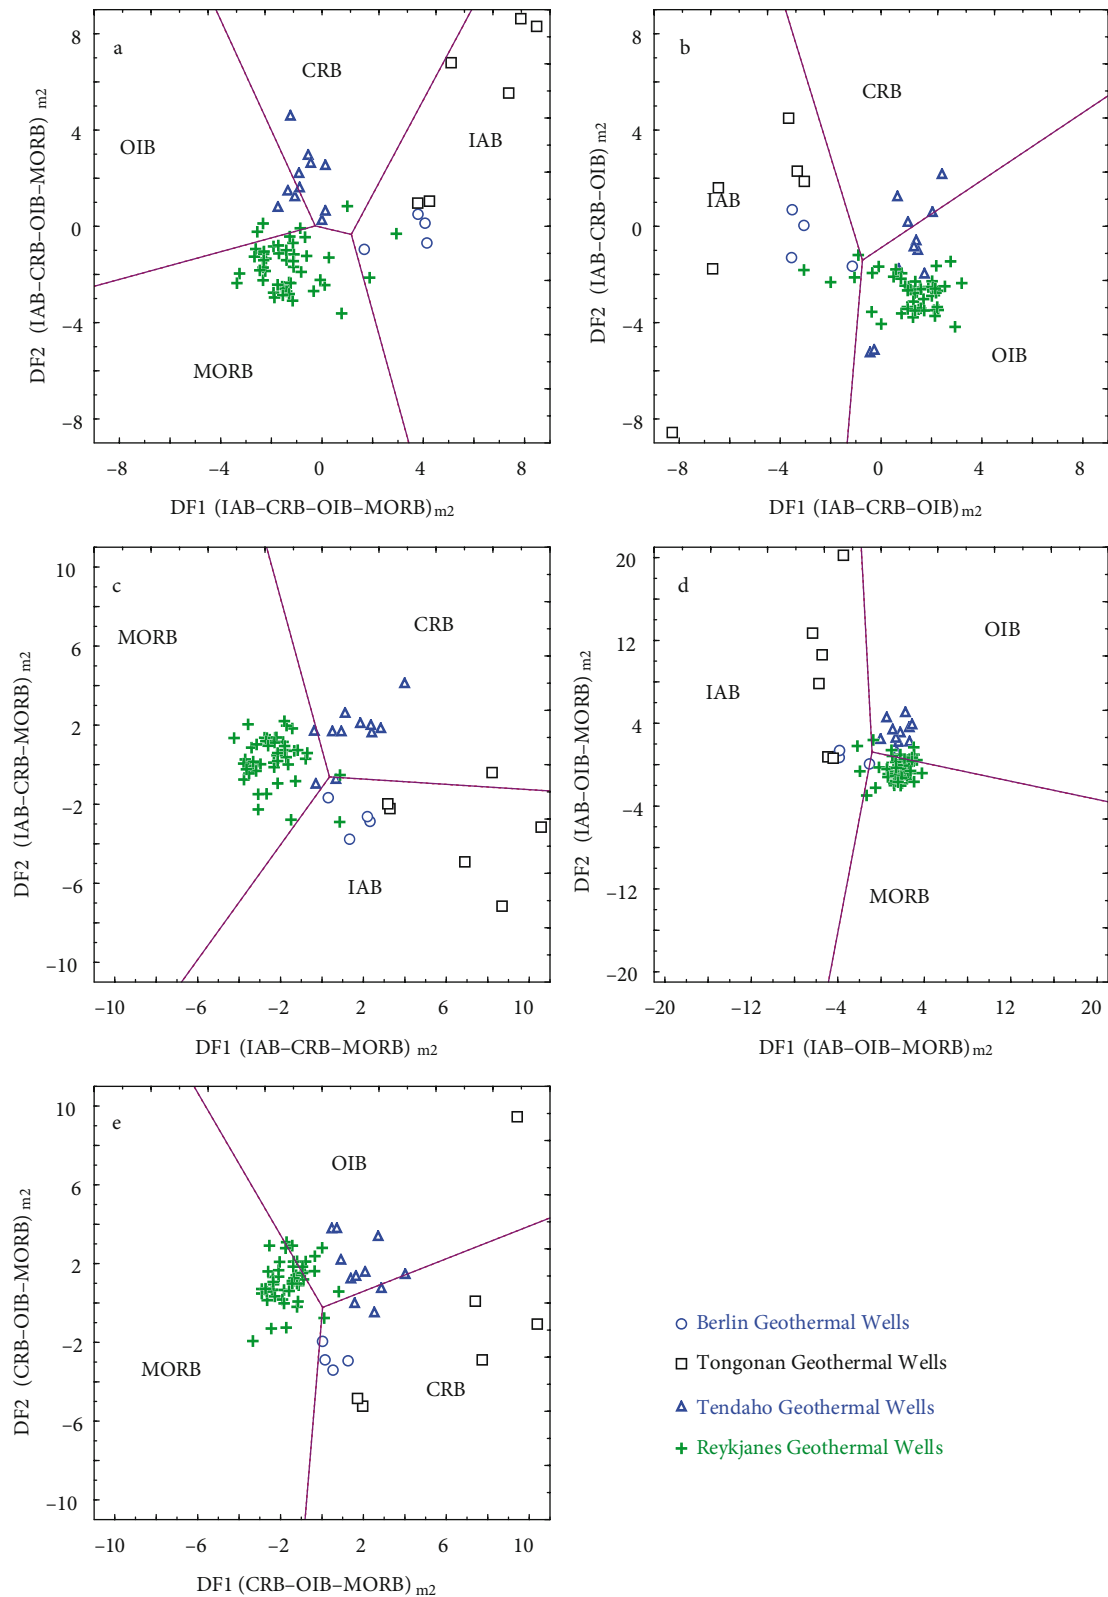 a
8
4
0
−4
−8
CRB
OIB
IAB
MORB
−8 −4 0 4 8
DF1 (IAB–CRB–OIB–MORB)m2
DF2 (IAB–CRB–OIB–MORB) m2
b
CRB
IAB
OIB
8
4
0
−4
−8
−8 −4 0 4 8
DF1 (IAB–CRB–OIB)m2
DF2 (IAB–CRB–OIB) m2
c
10
6
2
−2
−6
−10
MORB
CRB
IAB
−10 −6 −2 2 6 10
DF1 (IAB–CRB–MORB) m2
DF2 (IAB–CRB–MORB) m2
d
20
12
4
−4
−12
−20
OIB
IAB
MORB
−20 −12 −4 4 12 20
DF1 (IAB–OIB–MORB)m2
DF2 (IAB–OIB–MORB) m2
e
10
6
2
−2
−6
−10
OIB
MORB
CRB
−10 −6 −2 2 6 10
DF1 (CRB–OIB–MORB) m2
DF2 (CRB–OIB–MORB) m2
Berlin Geothermal Wells
Tongonan Geothermal Wells
Tendaho Geothermal Wells
Reykjanes Geothermal Wells